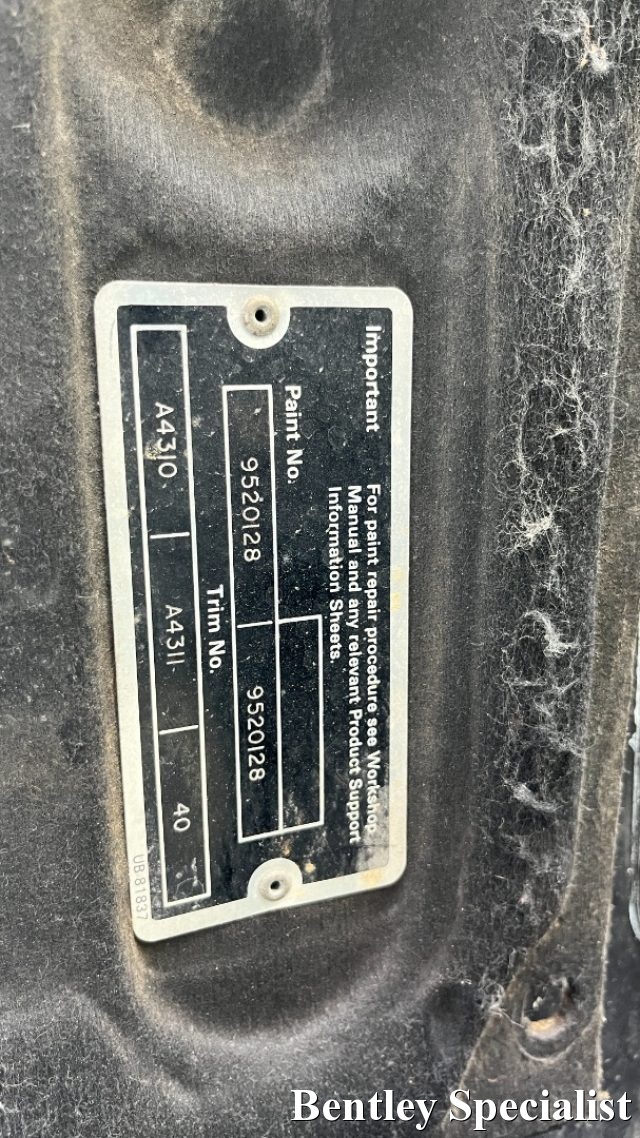 Important
For paint repair procedure see Workshop
Manual and any relevant Product Support
Information Sheets.
Paint No.
9520128 9520128
Trim No.
A4310 A4311 40
UB 81837
Bentley Specialist